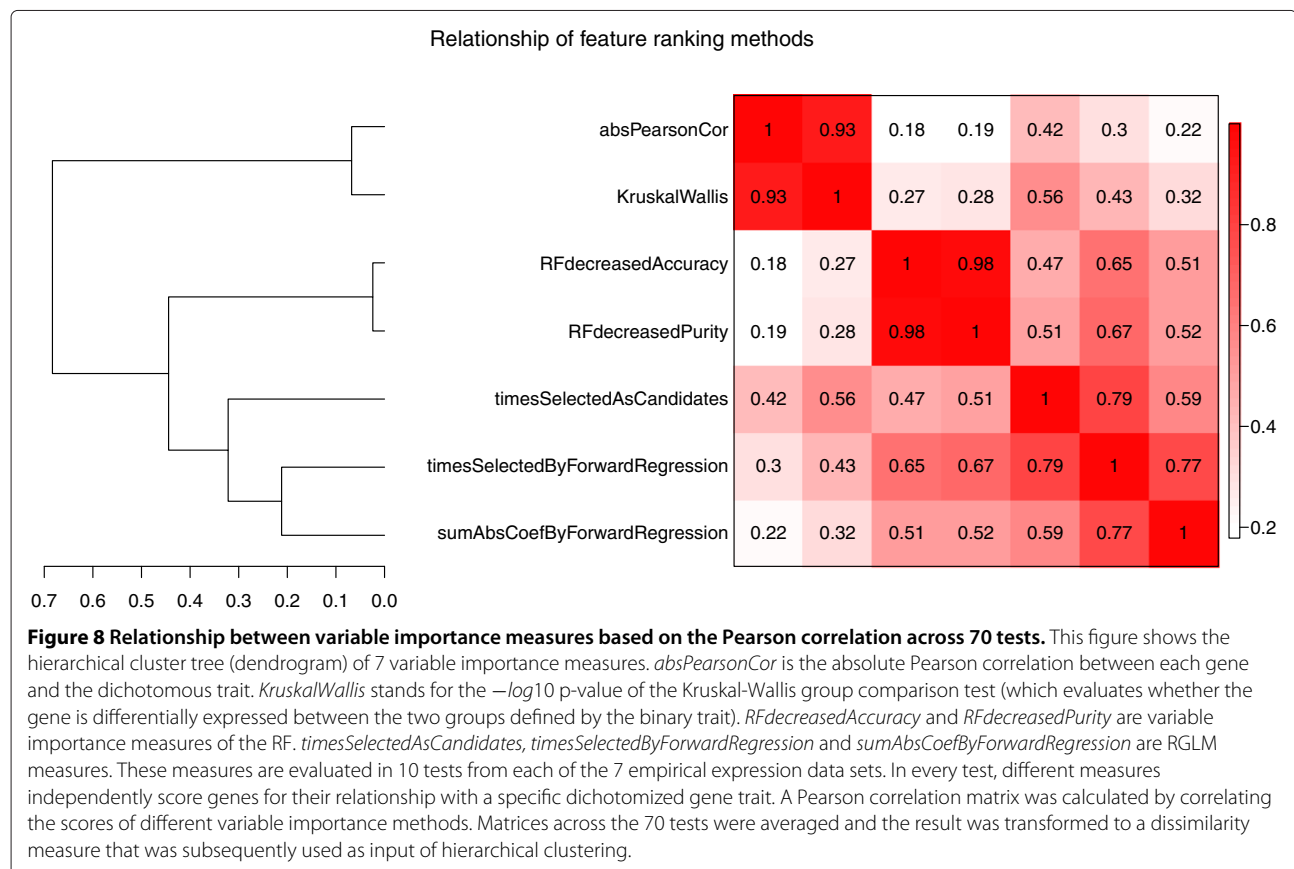 Relationship of feature ranking methods
absPearsonCor 1 0.93 0.18 0.19 0.42 0.3 0.22
KruskalWallis 0.93 1 0.27 0.28 0.56 0.43 0.32
RFdecreasedAccuracy 0.18 0.27 1 0.98 0.47 0.65 0.51
RFdecreasedPurity 0.19 0.28 0.98 1 0.51 0.67 0.52
timesSelectedAsCandidates 0.42 0.56 0.47 0.51 1 0.79 0.59
timesSelectedByForwardRegression 0.3 0.43 0.65 0.67 0.79 1 0.77
sumAbsCoefByForwardRegression 0.22 0.32 0.51 0.52 0.59 0.77 1
0.8
0.6
0.4
0.2
0.7 0.6 0.5 0.4 0.3 0.2 0.1 0.0
Figure 8 Relationship between variable importance measures based on the Pearson correlation across 70 tests. This figure shows the
hierarchical cluster tree (dendrogram) of 7 variable importance measures. absPearsonCor is the absolute Pearson correlation between each gene
and the dichotomous trait. KruskalWallis stands for the −log10 p-value of the Kruskal-Wallis group comparison test (which evaluates whether the
gene is differentially expressed between the two groups defined by the binary trait). RFdecreasedAccuracy and RFdecreasedPurity are variable
importance measures of the RF. timesSelectedAsCandidates, timesSelectedByForwardRegression and sumAbsCoefByForwardRegression are RGLM
measures. These measures are evaluated in 10 tests from each of the 7 empirical expression data sets. In every test, different measures
independently score genes for their relationship with a specific dichotomized gene trait. A Pearson correlation matrix was calculated by correlating
the scores of different variable importance methods. Matrices across the 70 tests were averaged and the result was transformed to a dissimilarity
measure that was subsequently used as input of hierarchical clustering.